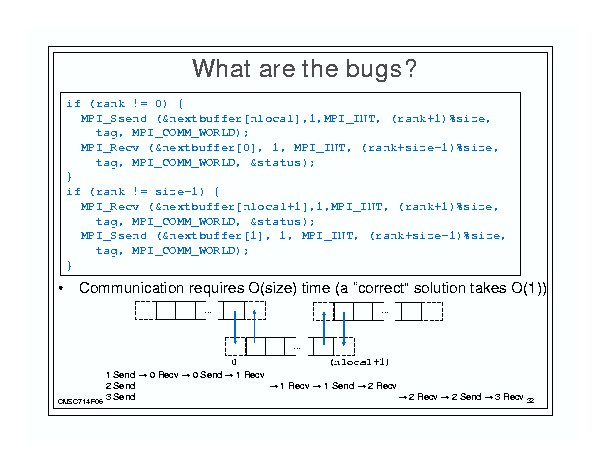 What are the bugs?
if (rank != 0) {
MPI_Ssend (&nextbuffer[nlocal],1,MPI_INT, (rank+1)%size,
tag, MPI_COMM_WORLD);
MPI_Recv (&nextbuffer[0], 1, MPI_INT, (rank+size-1)%size,
tag, MPI_COMM_WORLD, &status);
}
if (rank != size-1) {
MPI_Recv (&nextbuffer[nlocal+1],1,MPI_INT, (rank+1)%size,
tag, MPI_COMM_WORLD, &status);
MPI_Ssend (&nextbuffer[1], 1, MPI_INT, (rank+size-1)%size,
tag, MPI_COMM_WORLD);
}
• Communication requires O(size) time (a "correct" solution takes O(1))
... ...
...
0 (nlocal+1)
1 Send → 0 Recv → 0 Send → 1 Recv
2 Send → 1 Recv → 1 Send → 2 Recv
3 Send → 2 Recv → 2 Send → 3 Recv
CMSC714F06 32